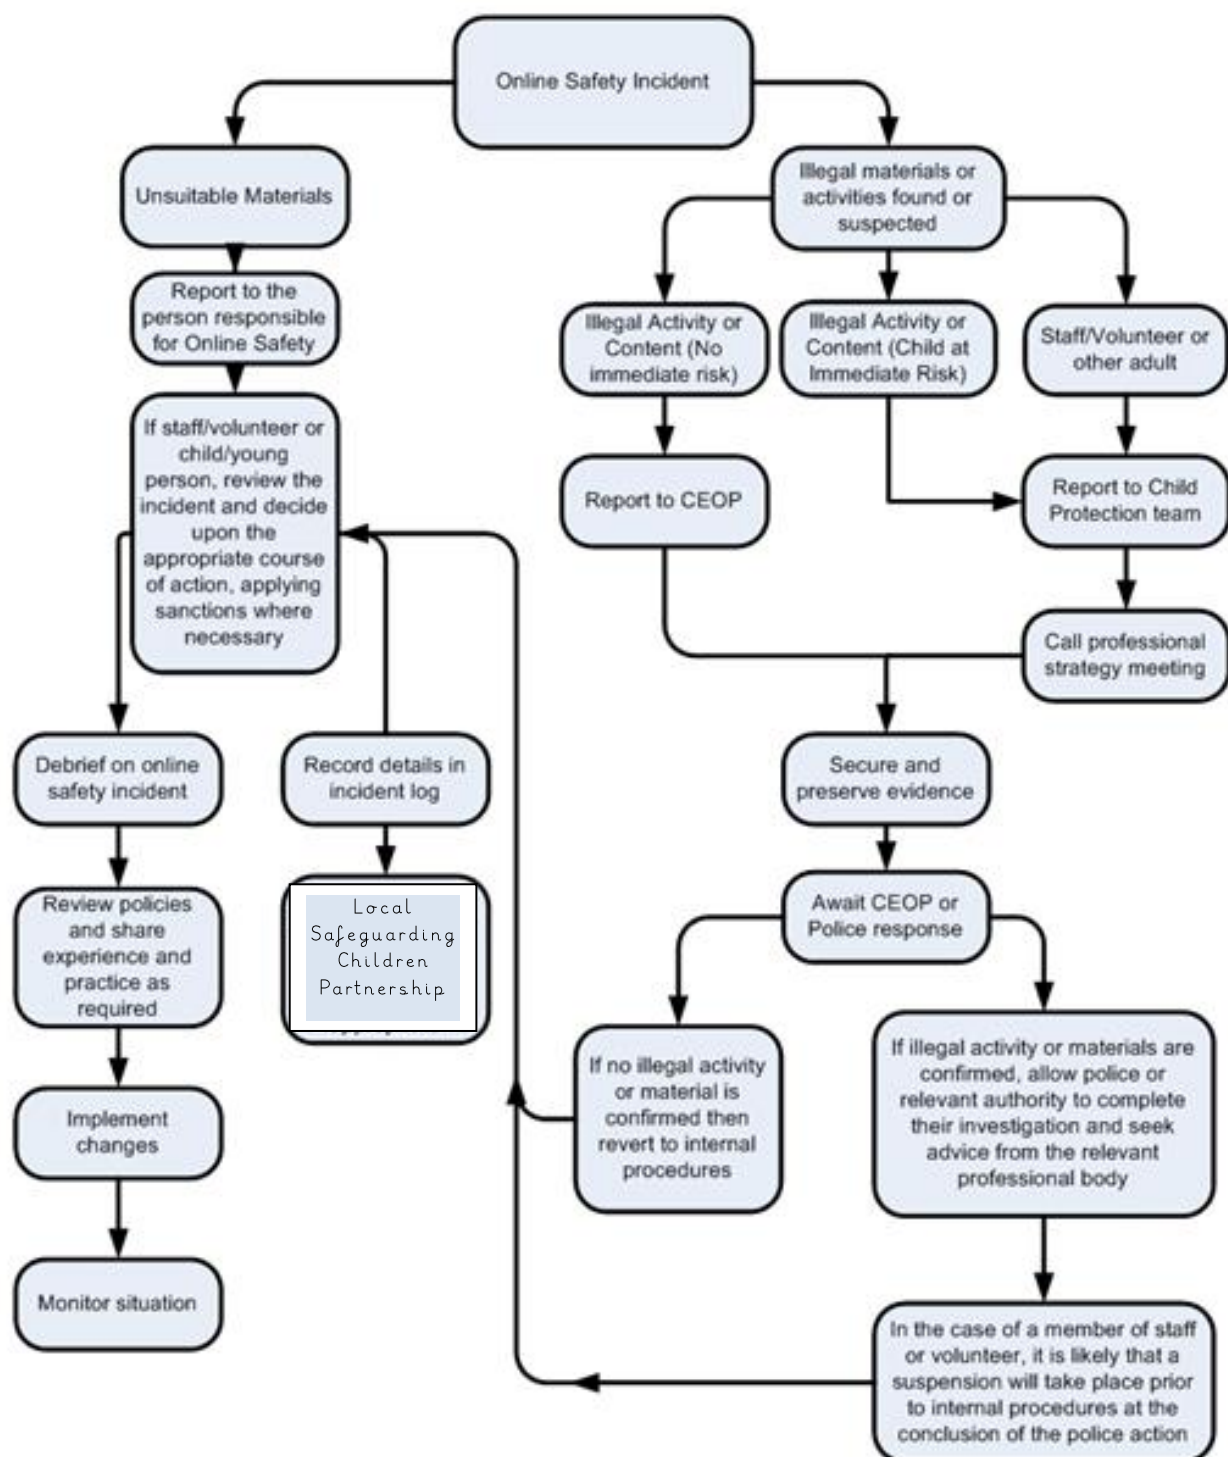 Online Safety Incident
Unsuitable Materials
Illegal materials or
activities found or
suspected
Report to the
person responsible
for Online Safety
Illegal Activity or
Content (No
immediate risk)
Illegal Activity or
Content (Child at
Immediate Risk)
Staff/Volunteer or
other adult
If staff/volunteer or
child/young
person, review the
incident and decide
upon the
appropriate course
of action, applying
sanctions where
necessary
Report to CEOP
Report to Child
Protection team
Call professional
strategy meeting
Debrief on online
safety incident
Record details in
incident log
Secure and
preserve evidence
Review policies
and share
experience and
practice as
required
Local
Safeguarding
Children
Partnership
Await CEOP or
Police response
If no illegal activity
or material is
confirmed then
revert to internal
procedures
If illegal activity or materials are
confirmed, allow police or
relevant authority to complete
their investigation and seek
advice from the relevant
professional body
Implement
changes
Monitor situation
In the case of a member of staff
or volunteer, it is likely that a
suspension will take place prior
to internal procedures at the
conclusion of the police action